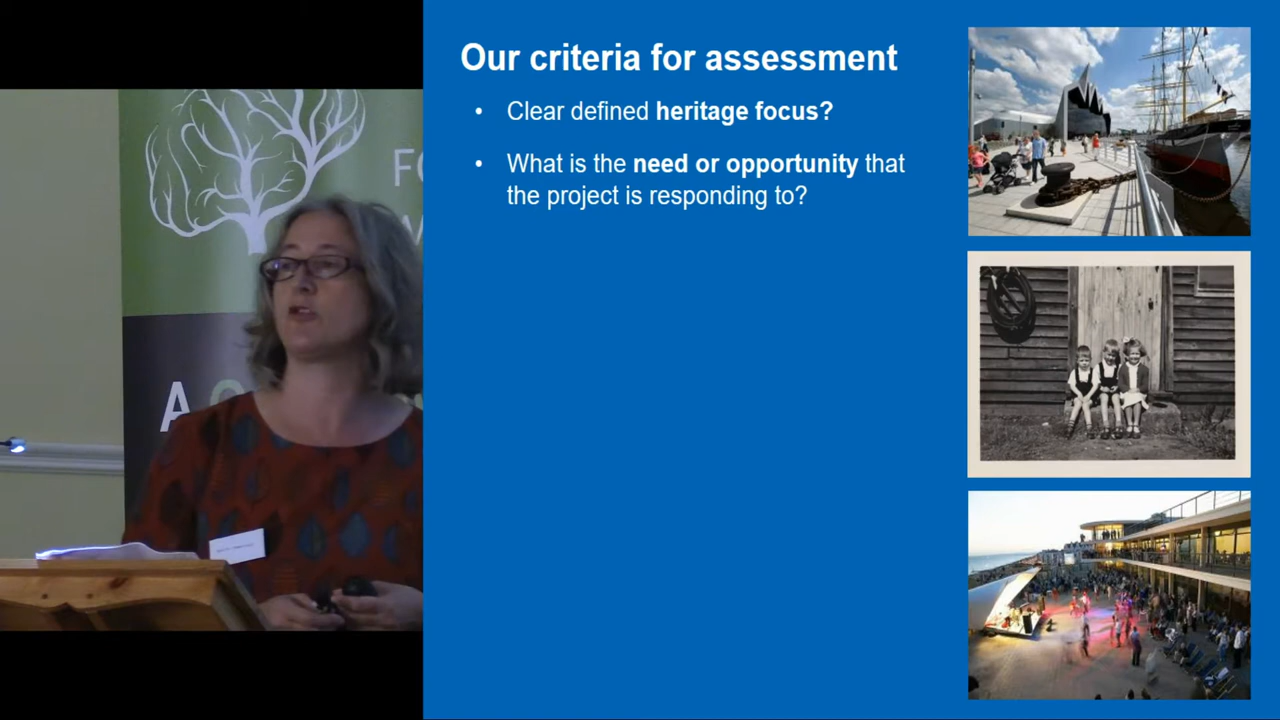 Our criteria for assessment
• Clear defined heritage focus?
• What is the need or opportunity that
the project is responding to?
FO
A